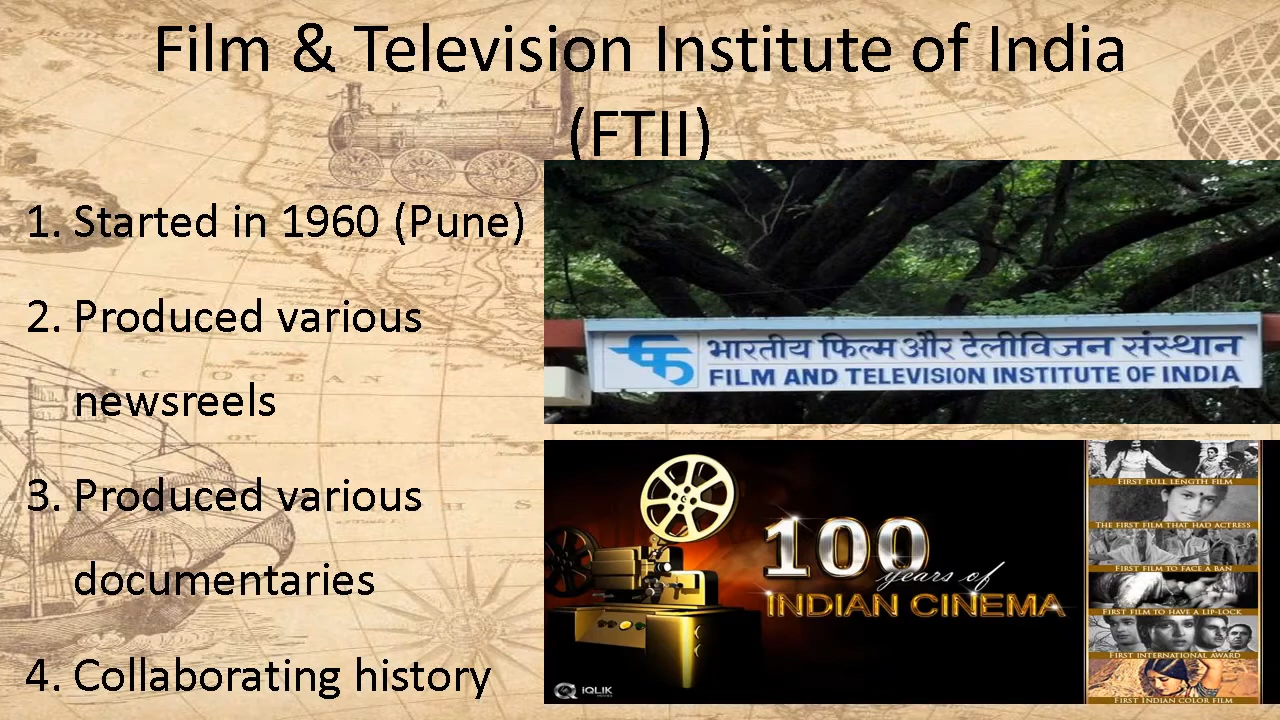 Film & Television Institute of India
(FTII)
1. Started in 1960 (Pune)
2. Produced various
newsreels
3. Produced various
documentaries
4. Collaborating history
भारतीय फिल्म और टेलीविजन संस्थान
FILM AND TELEVISION INSTITUTE OF INDIA
100
years of
INDIAN CINEMA
iQLIK
MOVIES
FIRST FULL LENGTH FILM
THE FIRST FILM THAT HAD ACTRESS
FIRST FILM TO FACE A BAN
FIRST FILM TO HAVE A LIP-LOCK
FIRST INTERNATIONAL AWARD
FIRST INDIAN COLOR FILM